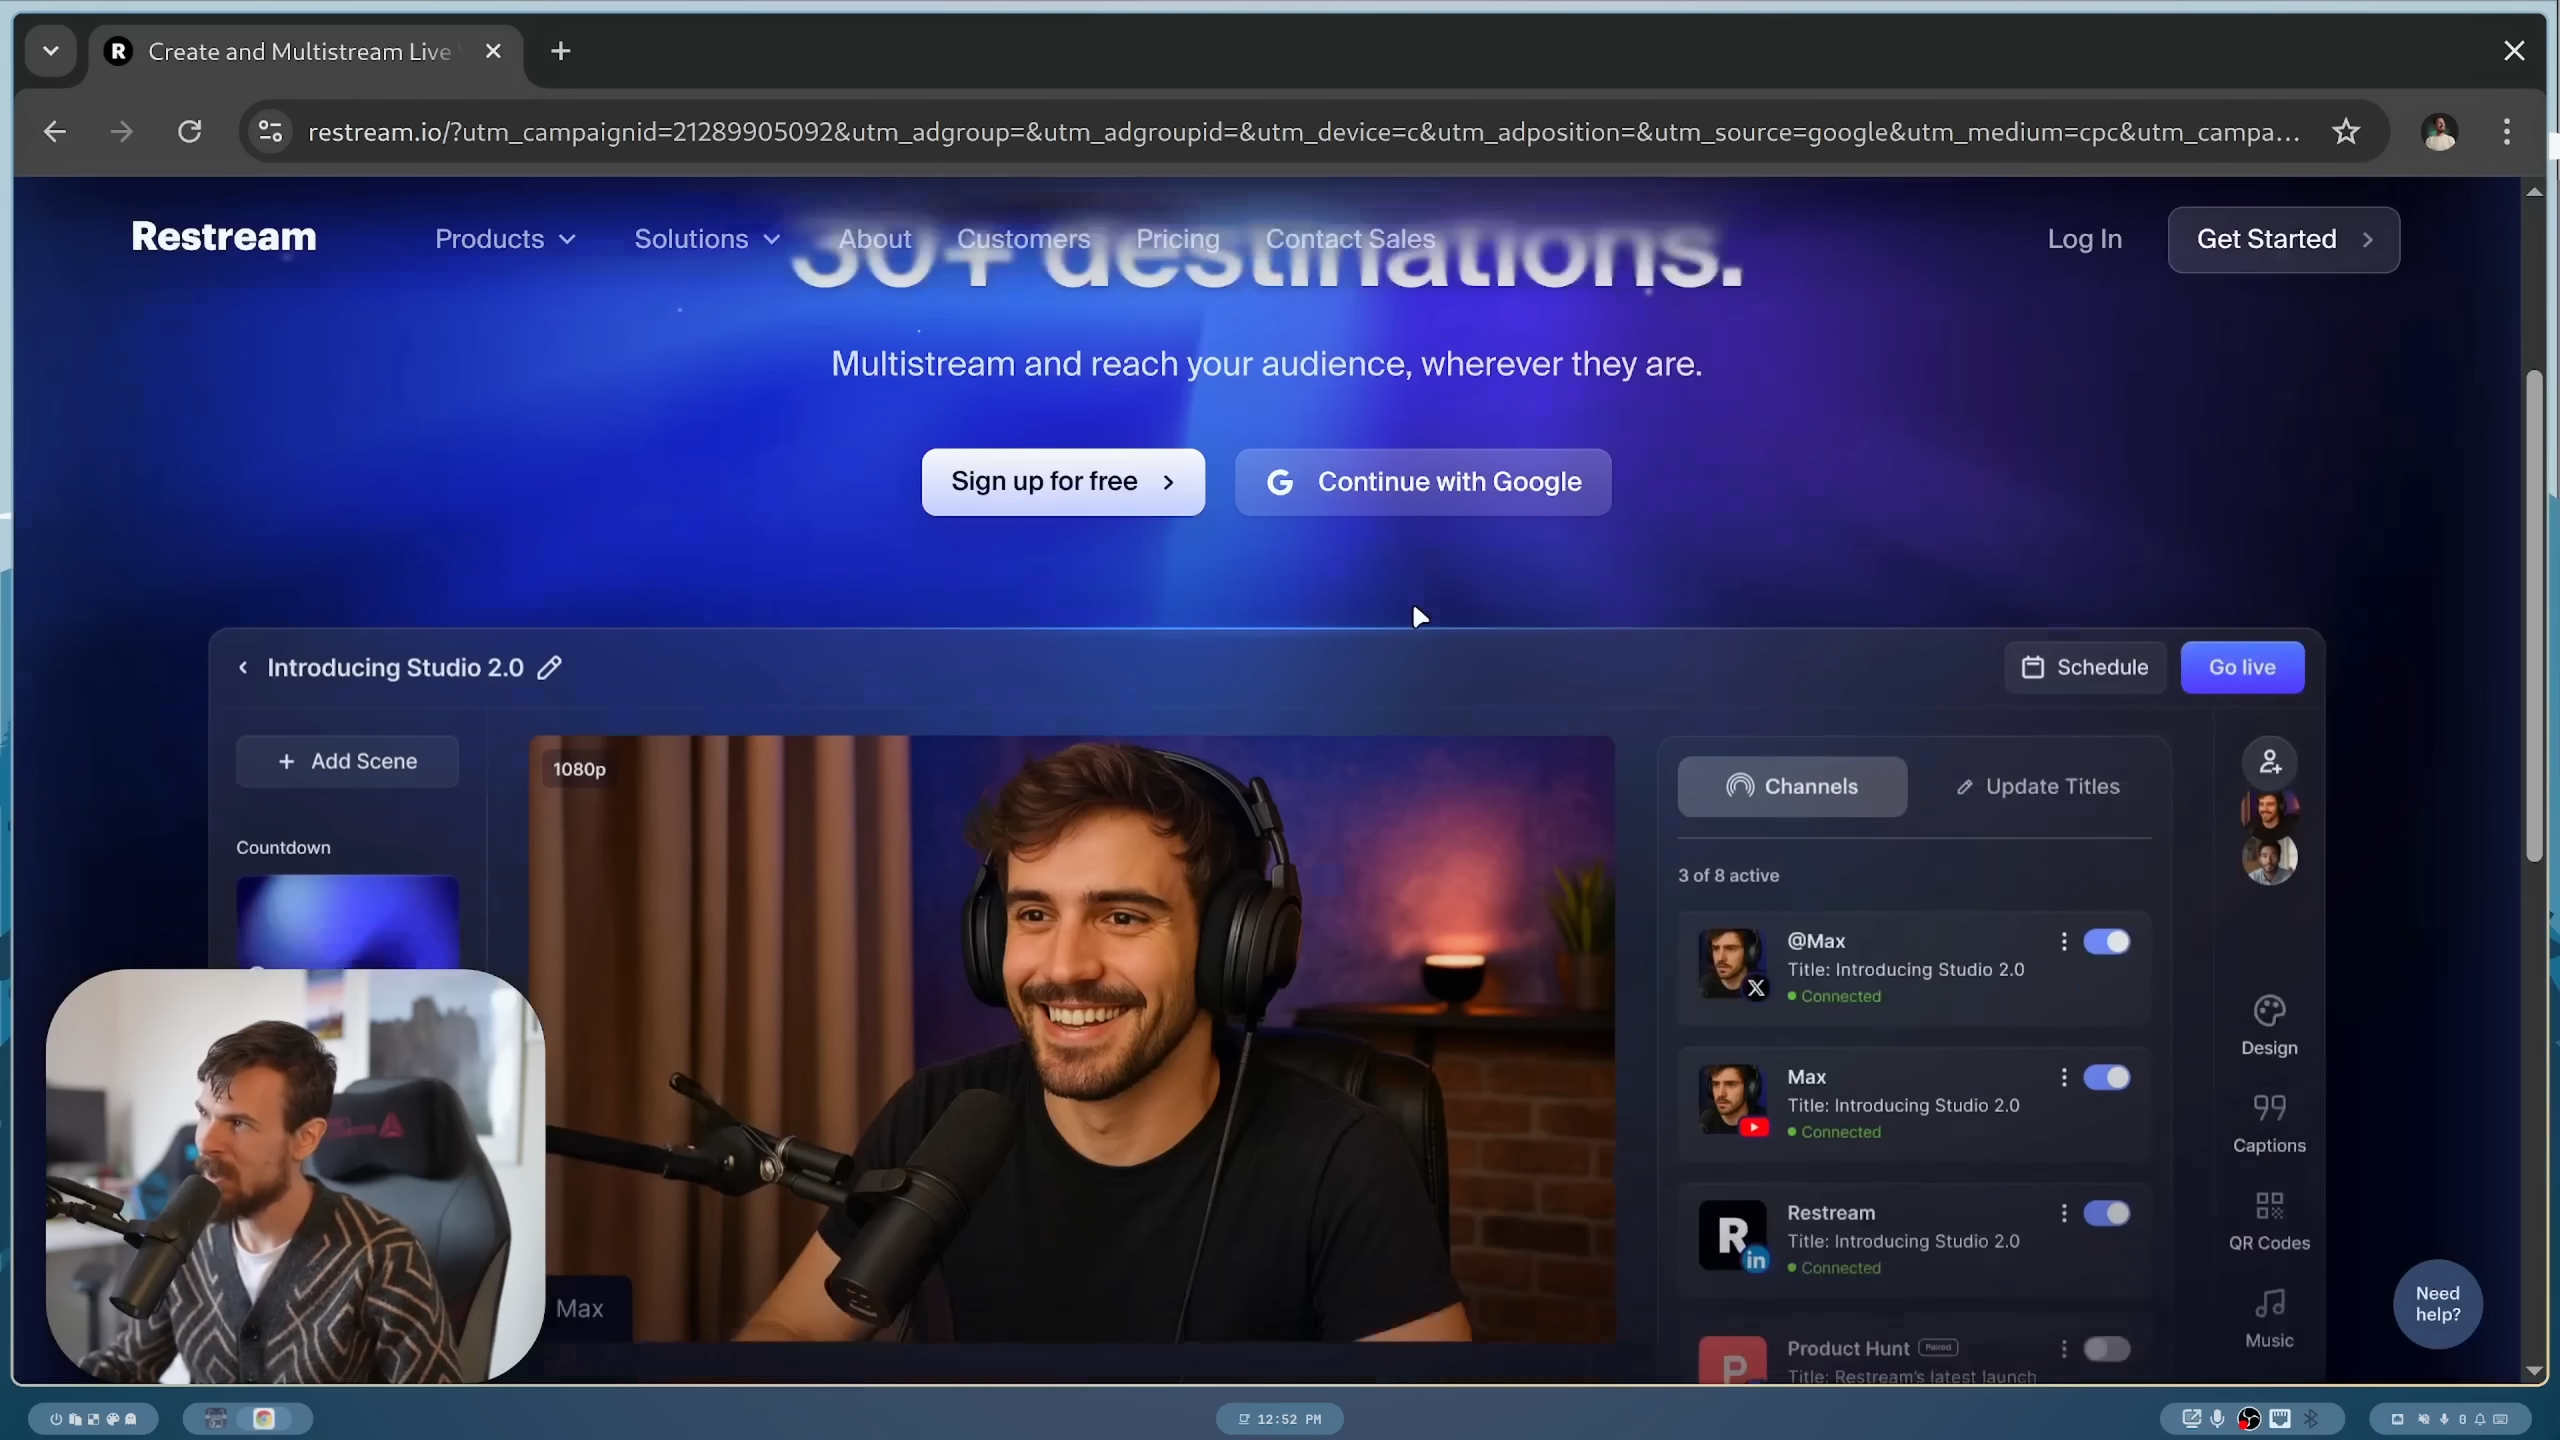 Create and Multistream Live
restream.io/?utm_campaignid=21289905092&utm_adgroup=&utm_adgroupid=&utm_device=c&utm_adposition=&utm_source=google&utm_medium=cpc&utm_campa...
Restream
Products
Solutions
About
Customers
Pricing
Contact Sales
Log In
Get Started
30+ destinations.
Multistream and reach your audience, wherever they are.
Sign up for free
Continue with Google
Introducing Studio 2.0
Schedule
Go live
Add Scene
Countdown
1080p
Max
Channels
Update Titles
3 of 8 active
@Max
Title: Introducing Studio 2.0
Connected
Max
Title: Introducing Studio 2.0
Connected
Restream
Title: Introducing Studio 2.0
Connected
Product Hunt Paired
Title: Restream's latest launch
Design
Captions
QR Codes
Music
Need
help?
12:52 PM
0